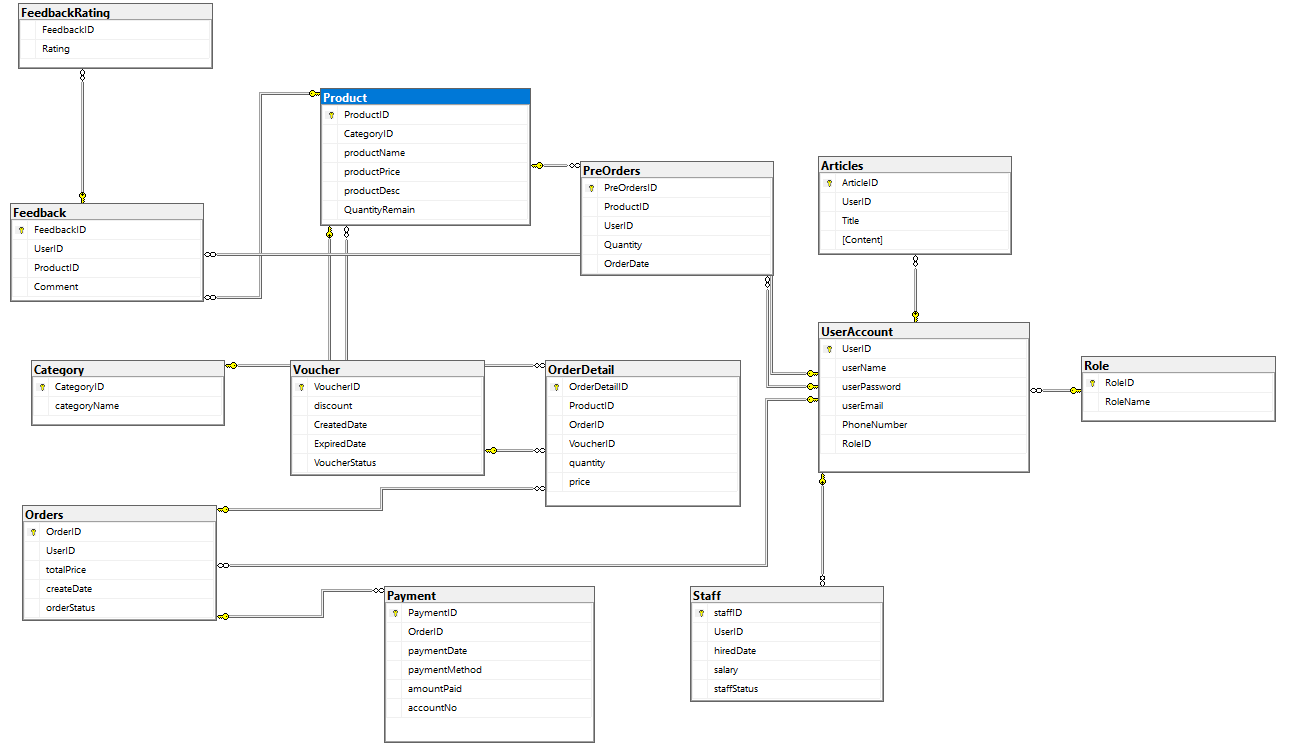 FeedbackRating
FeedbackID
Rating
Product
ProductID
CategoryID
productName
productPrice
productDesc
QuantityRemain
PreOrders
PreOrdersID
ProductID
UserID
Quantity
OrderDate
Articles
ArticleID
UserID
Title
[Content]
Feedback
FeedbackID
UserID
ProductID
Comment
UserAccount
UserID
userName
userPassword
userEmail
PhoneNumber
RoleID
Role
RoleID
RoleName
Category
CategoryID
categoryName
Voucher
VoucherID
discount
CreatedDate
ExpiredDate
VoucherStatus
OrderDetail
OrderDetailID
ProductID
OrderID
VoucherID
quantity
price
Orders
OrderID
UserID
totalPrice
createDate
orderStatus
Payment
PaymentID
OrderID
paymentDate
paymentMethod
amountPaid
accountNo
Staff
staffID
UserID
hiredDate
salary
staffStatus